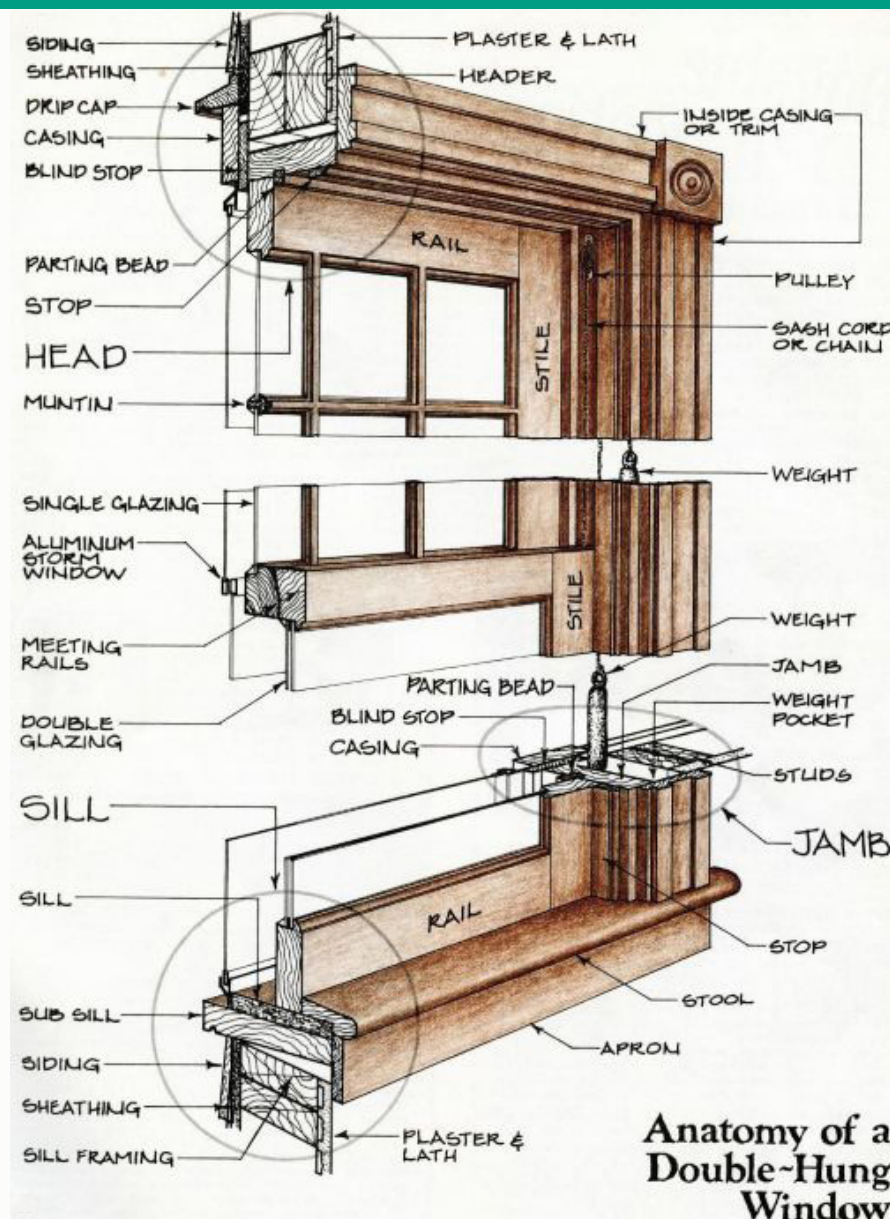 SIDING
SHEATHING
DRIP CAP
CASING
BLIND STOP
PLASTER & LATH
HEADER
INSIDE CASING
OR TRIM
RAIL
PARTING BEAD
STOP
HEAD
MUNTIN
STILE
PULLEY
SASH CORD
OR CHAIN
WEIGHT
SINGLE GLAZING
ALUMINUM
STORM
WINDOW
MEETING
RAILS
DOUBLE
GLAZING
STILE
WEIGHT
JAMB
WEIGHT
POCKET
PARTING BEAD
BLIND STOP
CASING
STUDS
JAMB
SILL
SILL
RAIL
STOP
STOOL
APRON
SUB SILL
SIDING
SHEATHING
SILL FRAMING
PLASTER &
LATH
Anatomy of a
Double~Hung
Window